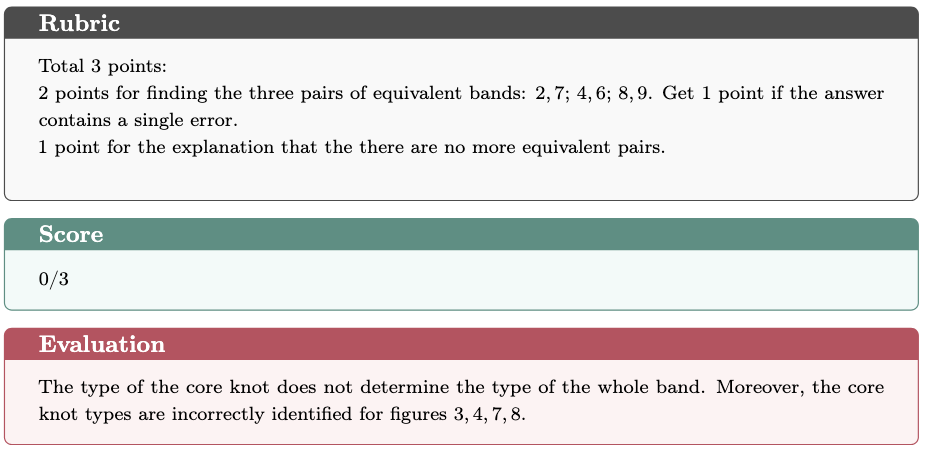 Rubric
Total 3 points:
2 points for finding the three pairs of equivalent bands: 2, 7; 4, 6; 8, 9. Get 1 point if the answer
contains a single error.
1 point for the explanation that the there are no more equivalent pairs.
Score
0/3
Evaluation
The type of the core knot does not determine the type of the whole band. Moreover, the core
knot types are incorrectly identified for figures 3, 4, 7, 8.